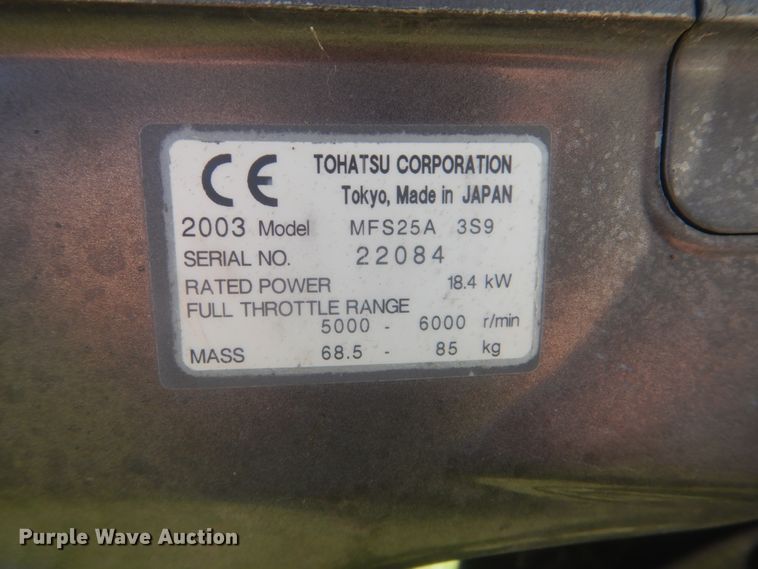 CE TOHATSU CORPORATION
Tokyo, Made in JAPAN
2003 Model MFS25A 3S9
SERIAL NO. 22084
RATED POWER 18.4 kW
FULL THROTTLE RANGE
5000 - 6000 r/min
MASS 68.5 - 85 kg
Purple Wave Auction®